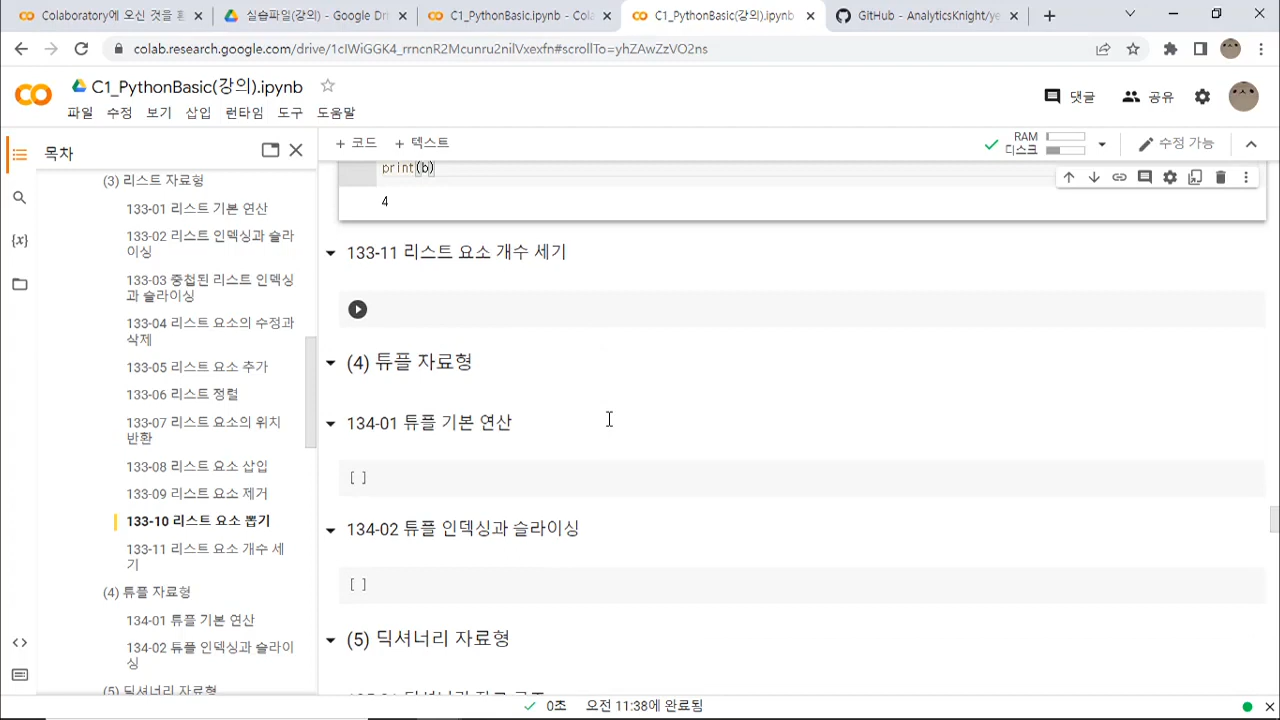 Colaboratory에 오신 것을 환
실습파일(강의) - Google Dri
C1_PythonBasic.ipynb - Cola
C1_PythonBasic(강의).ipynb
GitHub - AnalyticsKnight/ye
colab.research.google.com/drive/1cIWiGGK4_rrncnR2Mcunru2nilVxexfn#scrollTo=yhZAwZzVO2ns
C1_PythonBasic(강의).ipynb
파일 수정 보기 삽입 런타임 도구 도움말
댓글 공유
목차
+ 코드 + 텍스트
RAM
디스크
수정 가능
(3) 리스트 자료형
133-01 리스트 기본 연산
133-02 리스트 인덱싱과 슬라
이싱
133-03 중첩된 리스트 인덱싱
과 슬라이싱
133-04 리스트 요소의 수정과
삭제
133-05 리스트 요소 추가
133-06 리스트 정렬
133-07 리스트 요소의 위치
반환
133-08 리스트 요소 삽입
133-09 리스트 요소 제거
133-10 리스트 요소 뽑기
133-11 리스트 요소 개수 세
기
(4) 튜플 자료형
134-01 튜플 기본 연산
134-02 튜플 인덱싱과 슬라이
싱
(5) 딕셔너리 자료형
print(b)
4
133-11 리스트 요소 개수 세기
(4) 튜플 자료형
134-01 튜플 기본 연산
[ ]
134-02 튜플 인덱싱과 슬라이싱
[ ]
(5) 딕셔너리 자료형
0초 오전 11:38에 완료됨